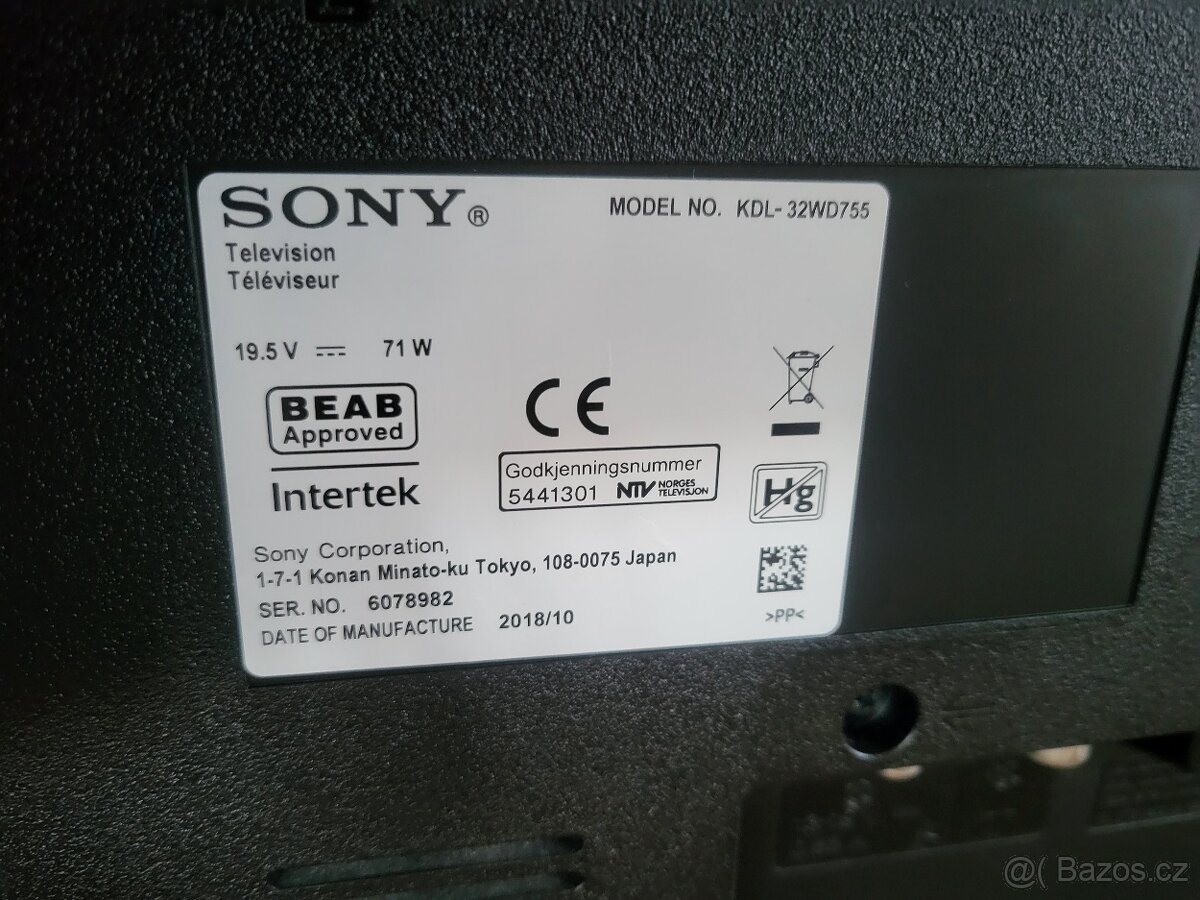 SONY®
MODEL NO. KDL-32WD755
Television
Téléviseur
19.5 V 71 W
BEAB
Approved
Intertek
CE
Godkjenningsnummer
5441301 NTV NORGES TELEVISJON
Hg
Sony Corporation,
1-7-1 Konan Minato-ku Tokyo, 108-0075 Japan
SER. NO. 6078982
DATE OF MANUFACTURE 2018/10
>PP<
@( Bazos.cz